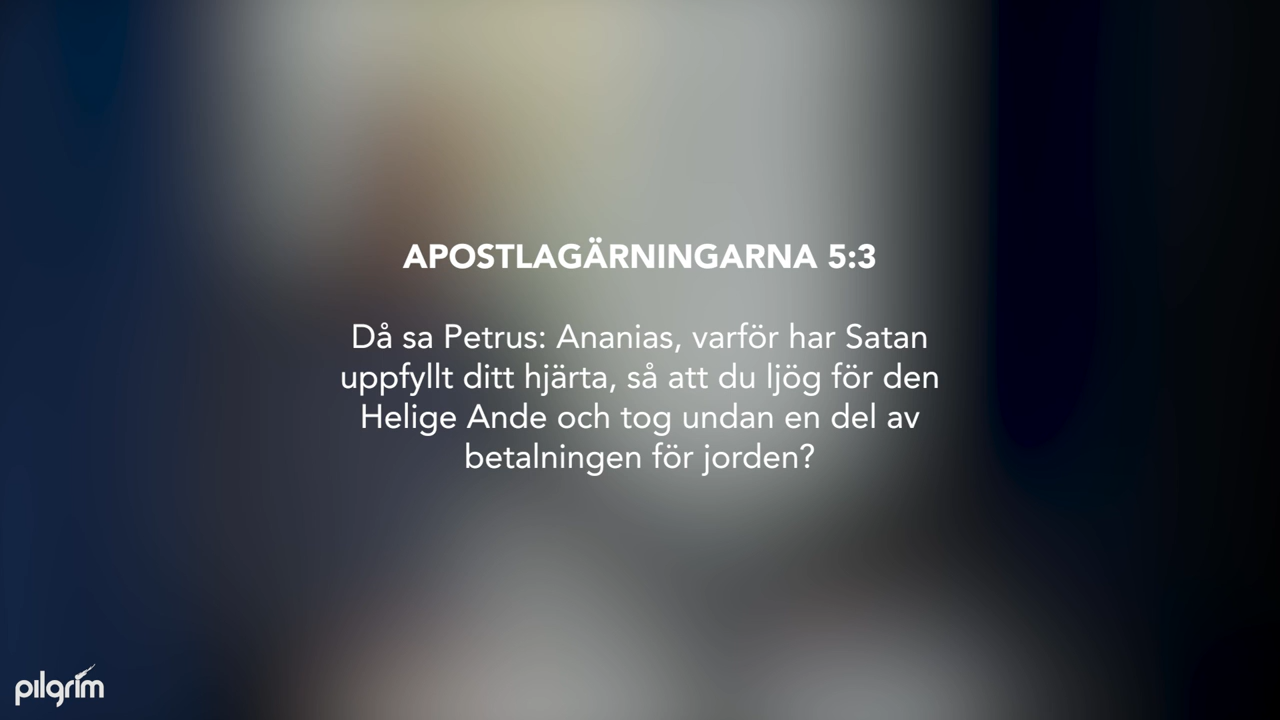 APOSTLAGÄRNINGARNA 5:3
Då sa Petrus: Ananias, varför har Satan
uppfyllt ditt hjärta, så att du ljög för den
Helige Ande och tog undan en del av
betalningen för jorden?
pilgrim